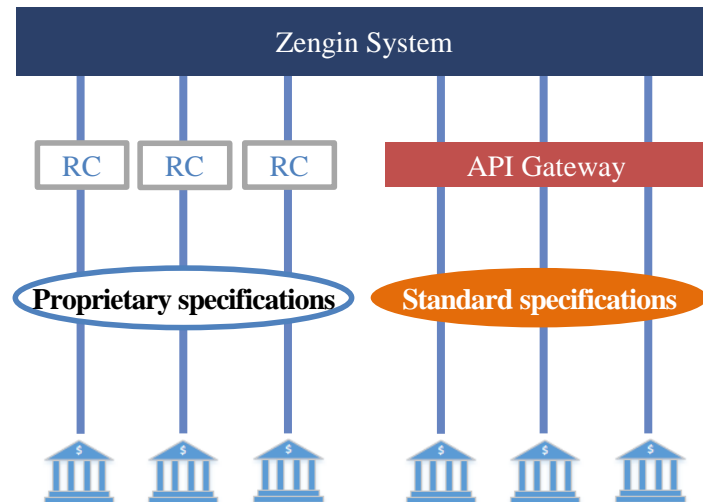 Zengin System
RC RC RC API Gateway
Proprietary specifications Standard specifications
$ $ $ $ $ $